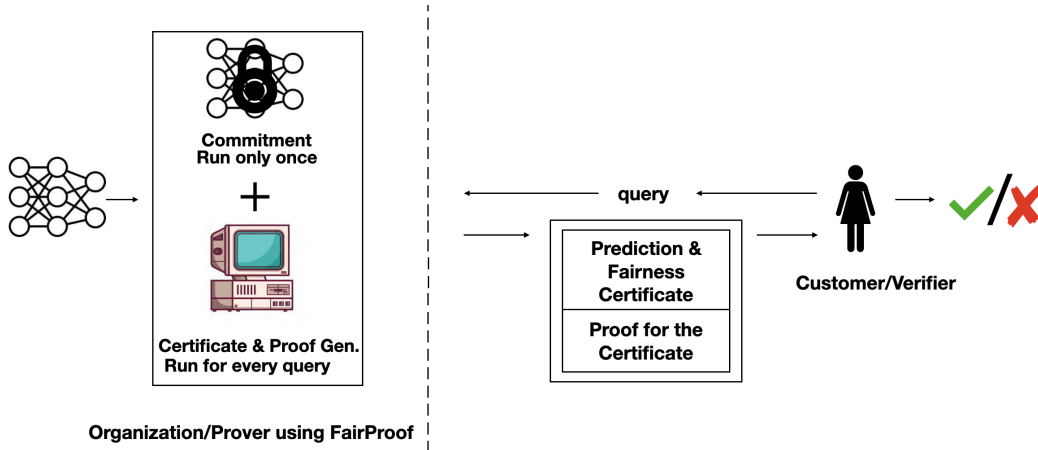 Commitment
Run only once
Certificate & Proof Gen.
Run for every query
Organization/Prover using FairProof
query
Prediction &
Fairness
Certificate
Proof for the
Certificate
Customer/Verifier